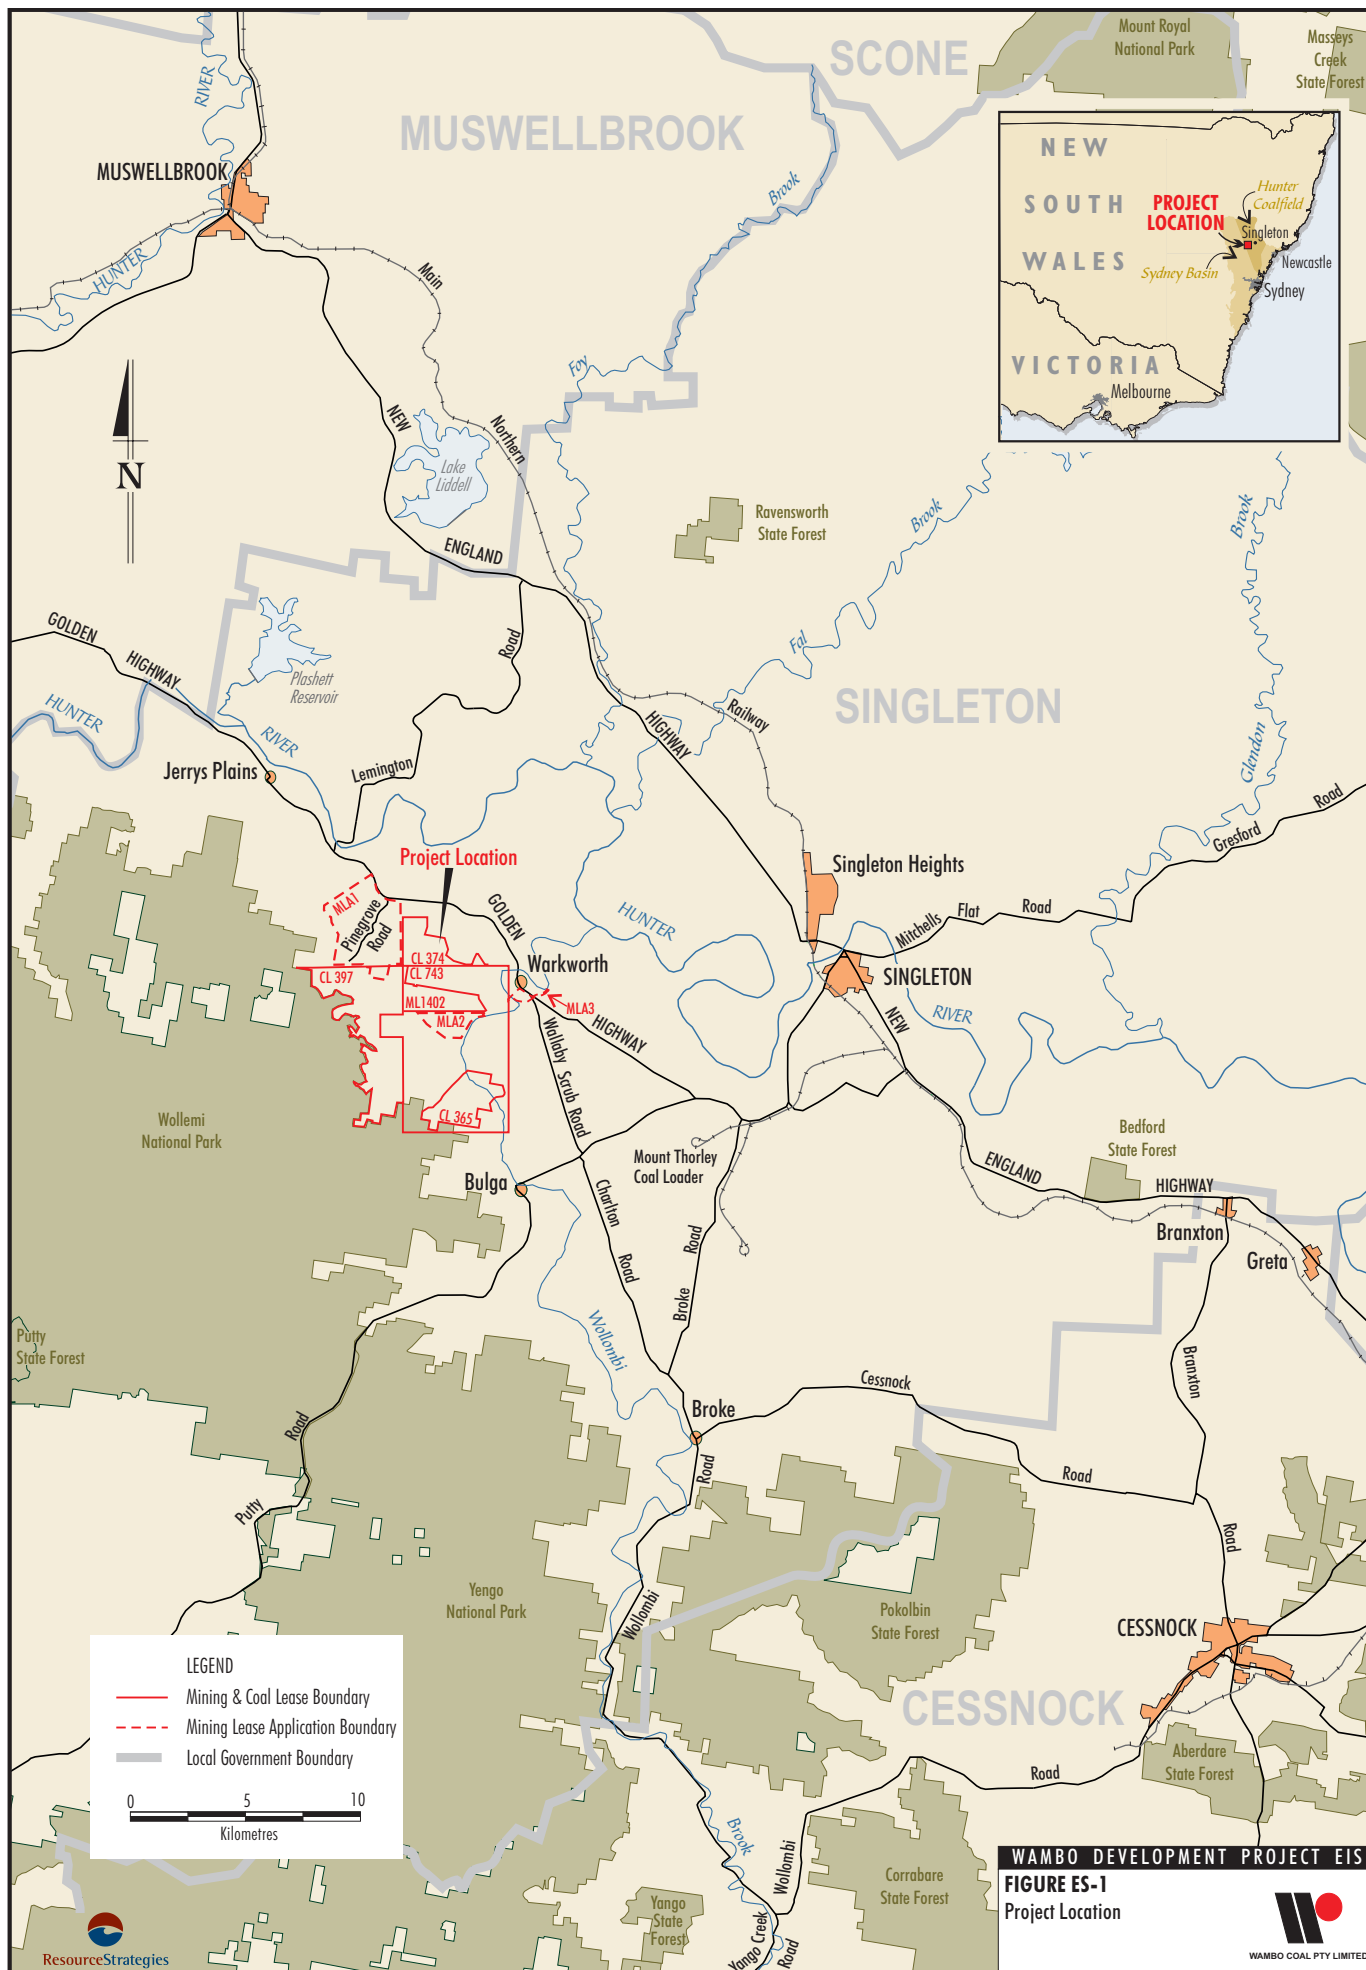 SCONE
Mount Royal
National Park
Masseys
Creek
State Forest
RIVER
MUSWELLBROOK
MUSWELLBROOK
Brook
HUNTER
Main
NEW
SOUTH
WALES
VICTORIA
PROJECT
LOCATION
Hunter
Coalfield
Singleton
Newcastle
Sydney Basin
Sydney
Melbourne
Foy
NEW
Northern
Lake
Liddell
N
ENGLAND
Ravensworth
State Forest
Brook
Brook
GOLDEN
HIGHWAY
Road
Fal
Plashett
Reservoir
HUNTER
RIVER
SINGLETON
Railway
HIGHWAY
Glendon
Jerrys Plains
Lemington
Road
Gresford
Project Location
Singleton Heights
MLA1
Pinegrove
Road
GOLDEN
HUNTER
Mitchells
Flat
Road
CL 374
CL 743
CL 397
Warkworth
SINGLETON
ML1402
MLA2
MLA3
HIGHWAY
NEW
RIVER
Wallaby Scrub Road
CL 365
Wollemi
National Park
Mount Thorley
Coal Loader
Bedford
State Forest
ENGLAND
HIGHWAY
Bulga
Charlton
Road
Broke
Road
Branxton
Greta
Putty
State Forest
Wollombi
Branxton
Cessnock
Broke
Road
Road
Road
Putty
Road
Yengo
National Park
Wollombi
Pokolbin
State Forest
CESSNOCK
CESSNOCK
LEGEND
Mining & Coal Lease Boundary
Mining Lease Application Boundary
Local Government Boundary
0 5 10
Kilometres
Aberdare
State Forest
Road
Brook
Wollombi
Corrabare
State Forest
Yango
State
Forest
Yango Creek
Road
ResourceStrategies
WAMBO DEVELOPMENT PROJECT EIS
FIGURE ES-1
Project Location
WAMBO COAL PTY LIMITED